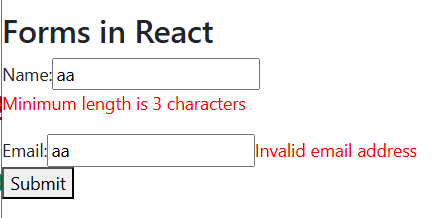 Forms in React
Name: aa
Minimum length is 3 characters
Email: aa Invalid email address
Submit